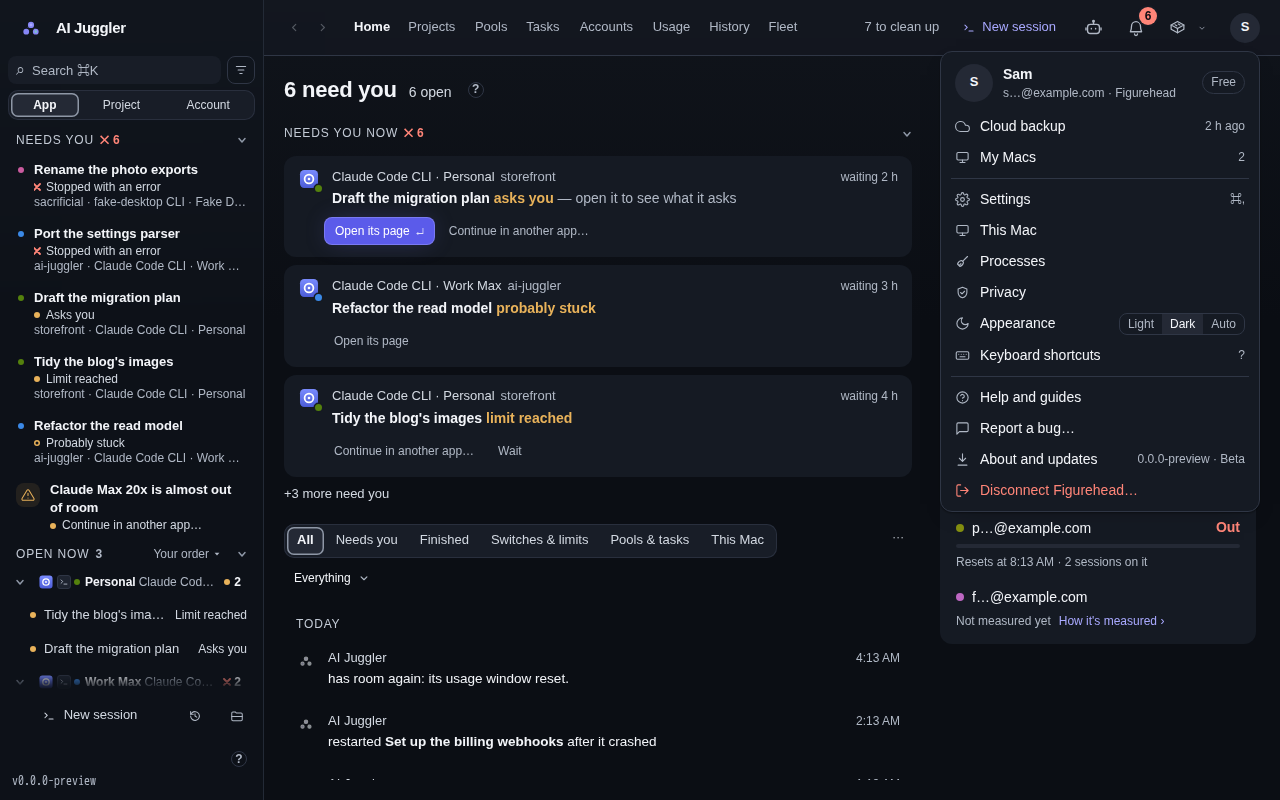 AI Juggler
Search ⌘K
App
Project
Account
NEEDS YOU 6
Rename the photo exports
Stopped with an error
sacrificial · fake-desktop CLI · Fake D…
Port the settings parser
Stopped with an error
ai-juggler · Claude Code CLI · Work …
Draft the migration plan
Asks you
storefront · Claude Code CLI · Personal
Tidy the blog's images
Limit reached
storefront · Claude Code CLI · Personal
Refactor the read model
Probably stuck
ai-juggler · Claude Code CLI · Work …
Claude Max 20x is almost out
of room
Continue in another app…
OPEN NOW 3
Your order
Personal Claude Cod… 2
Tidy the blog's ima… Limit reached
Draft the migration plan Asks you
Work Max Claude Co… 2
New session
?
v0.0.0-preview
Home
Projects
Pools
Tasks
Accounts
Usage
History
Fleet
7 to clean up
New session
6
S
6 need you 6 open ?
NEEDS YOU NOW 6
Claude Code CLI · Personal storefront waiting 2 h
Draft the migration plan asks you — open it to see what it asks
Open its page
Continue in another app…
Claude Code CLI · Work Max ai-juggler waiting 3 h
Refactor the read model probably stuck
Open its page
Claude Code CLI · Personal storefront waiting 4 h
Tidy the blog's images limit reached
Continue in another app…
Wait
+3 more need you
All
Needs you
Finished
Switches & limits
Pools & tasks
This Mac
…
Everything
TODAY
AI Juggler 4:13 AM
has room again: its usage window reset.
AI Juggler 2:13 AM
restarted Set up the billing webhooks after it crashed
S
Sam
s…@example.com · Figurehead
Free
Cloud backup 2 h ago
My Macs 2
Settings ⌘,
This Mac
Processes
Privacy
Appearance Light Dark Auto
Keyboard shortcuts ?
Help and guides
Report a bug…
About and updates 0.0.0-preview · Beta
Disconnect Figurehead…
p…@example.com Out
Resets at 8:13 AM · 2 sessions on it
f…@example.com
Not measured yet How it's measured ›